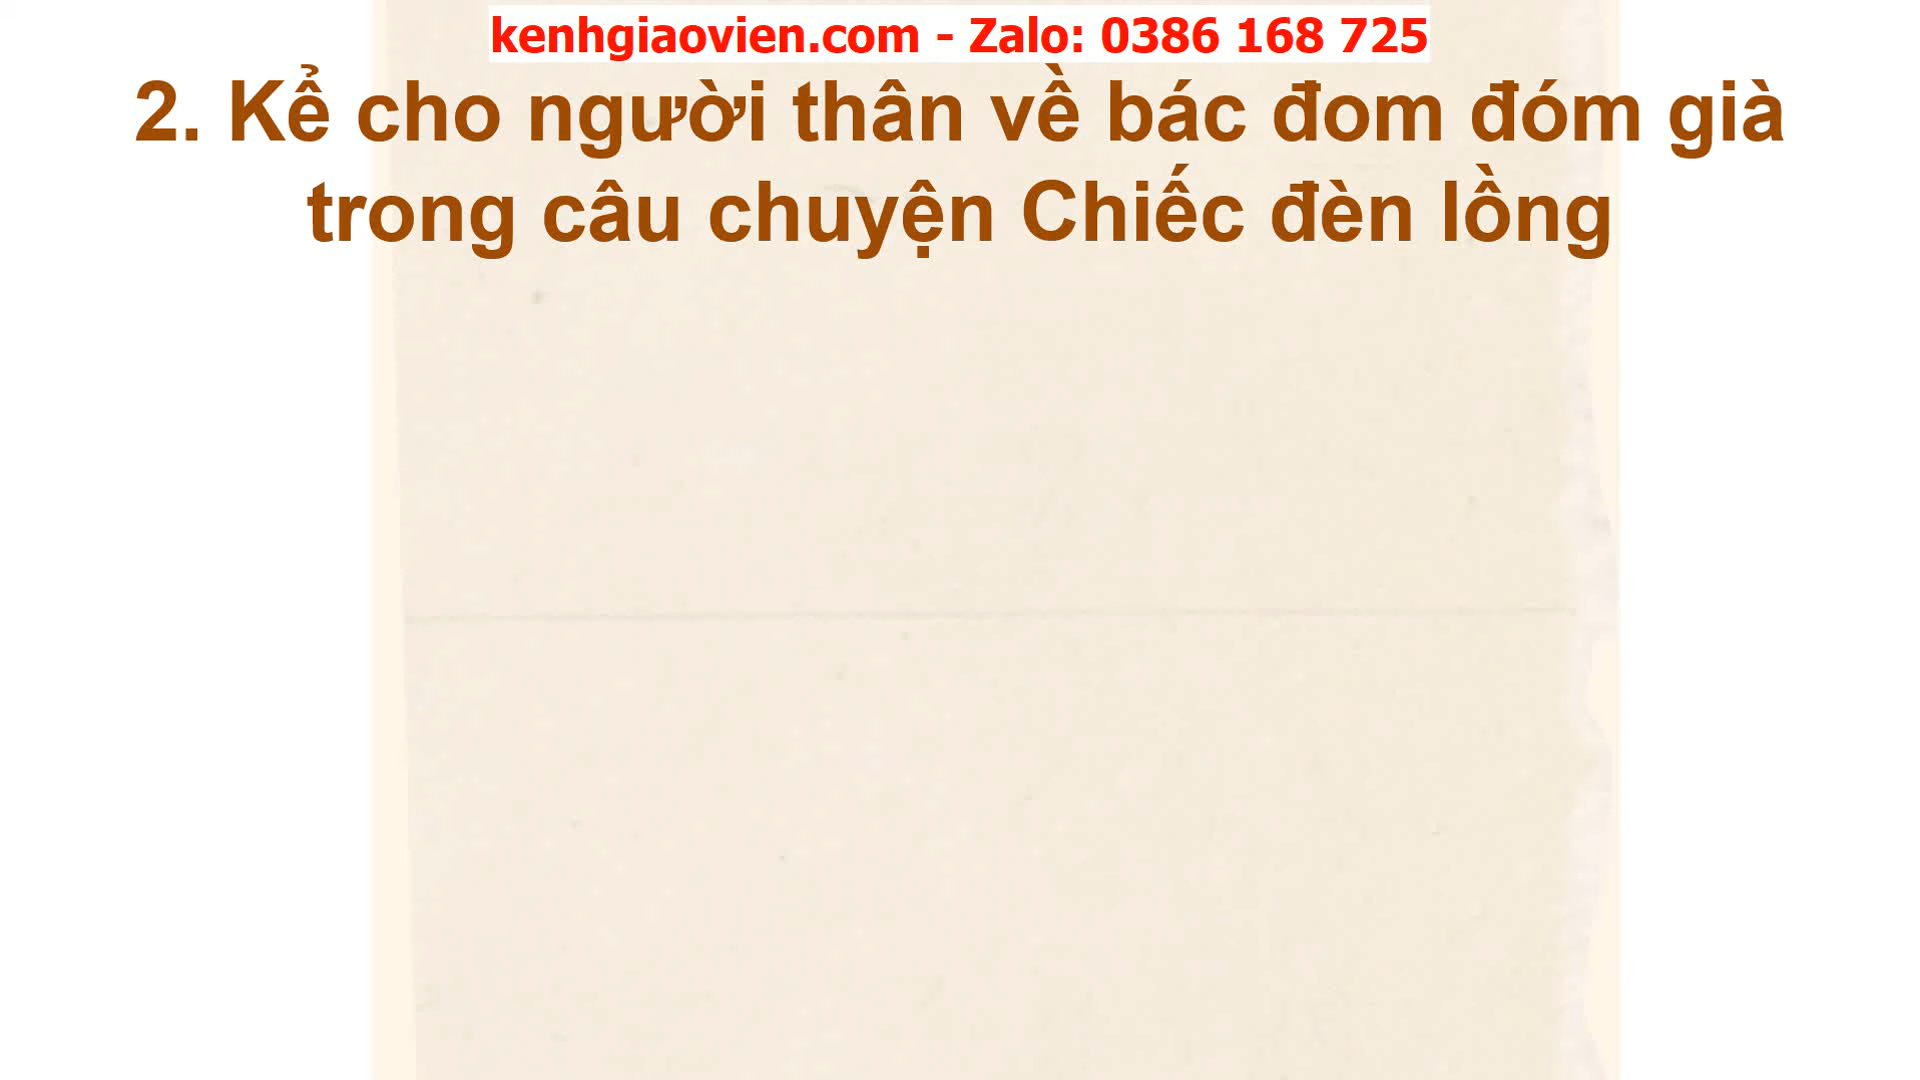 kenhgiaovien.com - Zalo: 0386 168 725
2. Kể cho người thân về bác đom đóm già
trong câu chuyện Chiếc đèn lồng